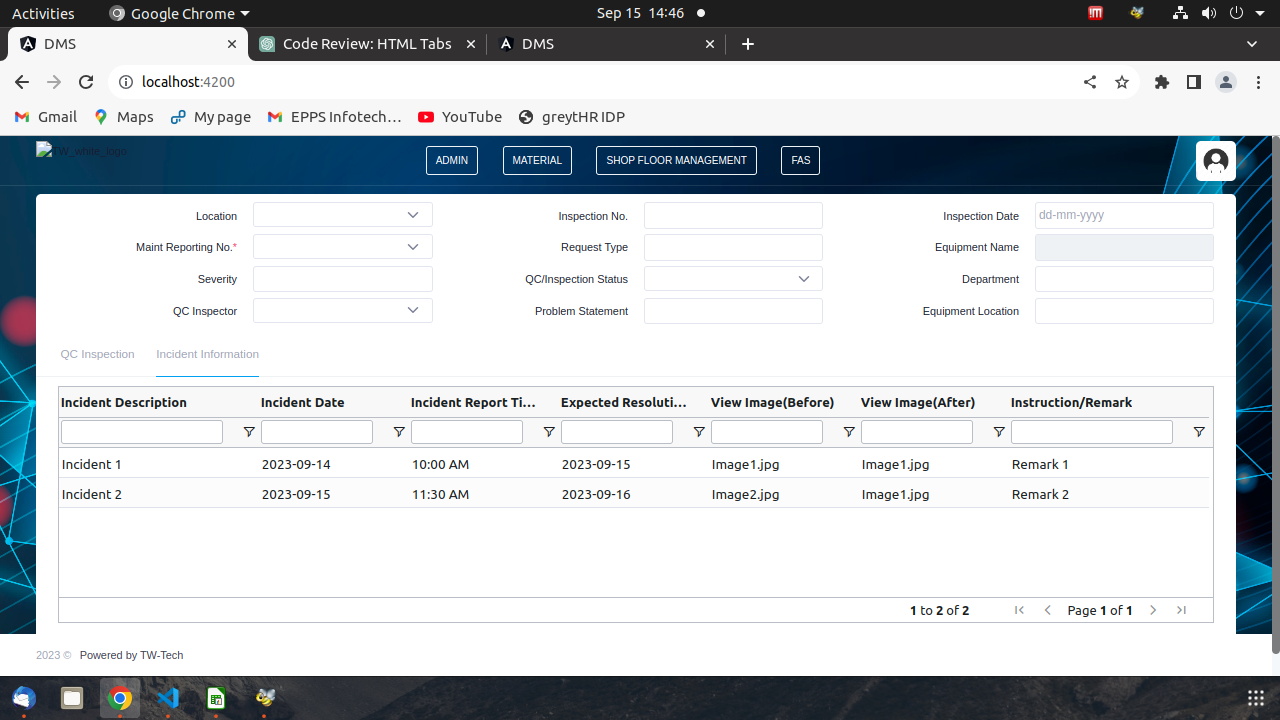 Activities Google Chrome Sep 15 14:46
DMS Code Review: HTML Tabs DMS
localhost:4200
Gmail Maps My page EPPS Infotech… YouTube greytHR IDP
TW_white_logo ADMIN MATERIAL SHOP FLOOR MANAGEMENT FAS
Location Inspection No. Inspection Date dd-mm-yyyy
Maint Reporting No.* Request Type Equipment Name
Severity QC/Inspection Status Department
QC Inspector Problem Statement Equipment Location
QC Inspection Incident Information
Incident Description Incident Date Incident Report Ti… Expected Resoluti… View Image(Before) View Image(After) Instruction/Remark
Incident 1 2023-09-14 10:00 AM 2023-09-15 Image1.jpg Image1.jpg Remark 1
Incident 2 2023-09-15 11:30 AM 2023-09-16 Image2.jpg Image1.jpg Remark 2
1 to 2 of 2 Page 1 of 1
2023 © Powered by TW-Tech